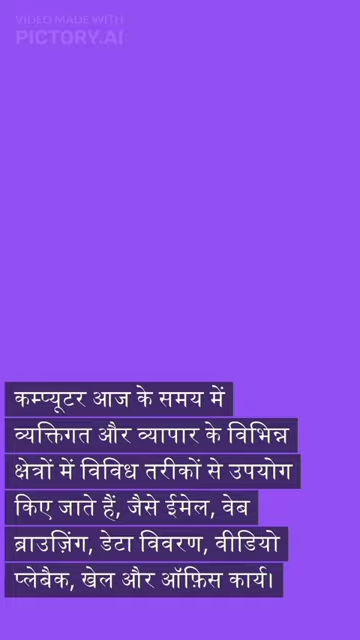 VIDEO MADE WITH
PICTORY.AI
कम्प्यूटर आज के समय में
व्यक्तिगत और व्यापार के विभिन्न
क्षेत्रों में विविध तरीकों से उपयोग
किए जाते हैं, जैसे ईमेल, वेब
ब्राउज़िंग, डेटा विवरण, वीडियो
प्लेबैक, खेल और ऑफ़िस कार्य।